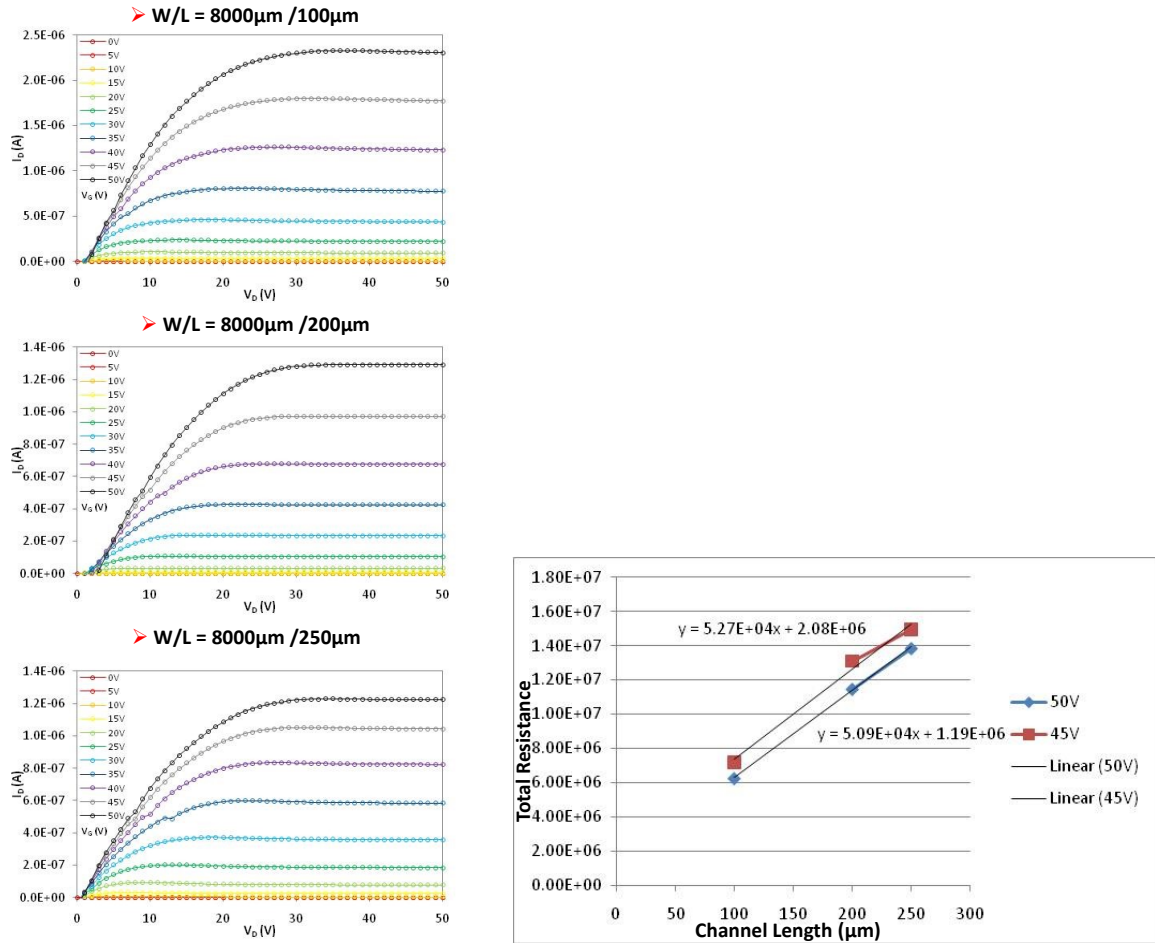 ➢ W/L = 8000μm /100μm
2.5E-06
2.0E-06
1.5E-06
1.0E-06
5.0E-07
0.0E+00
I_D (A)
0V
5V
10V
15V
20V
25V
30V
35V
40V
45V
50V
V_G (V)
0 10 20 30 40 50
V_D (V)
➢ W/L = 8000μm /200μm
1.4E-06
1.2E-06
1.0E-06
8.0E-07
6.0E-07
4.0E-07
2.0E-07
0.0E+00
I_D (A)
0V
5V
10V
15V
20V
25V
30V
35V
40V
45V
50V
V_G (V)
0 10 20 30 40 50
V_D (V)
➢ W/L = 8000μm /250μm
1.4E-06
1.2E-06
1.0E-06
8.0E-07
6.0E-07
4.0E-07
2.0E-07
0.0E+00
I_D (A)
0V
5V
10V
15V
20V
25V
30V
35V
40V
45V
50V
V_G (V)
0 10 20 30 40 50
V_D (V)
1.80E+07
1.60E+07
1.40E+07
1.20E+07
1.00E+07
8.00E+06
6.00E+06
4.00E+06
2.00E+06
0.00E+00
Total Resistance
y = 5.27E+04x + 2.08E+06
y = 5.09E+04x + 1.19E+06
50V
45V
Linear (50V)
Linear (45V)
0 50 100 150 200 250 300
Channel Length (μm)